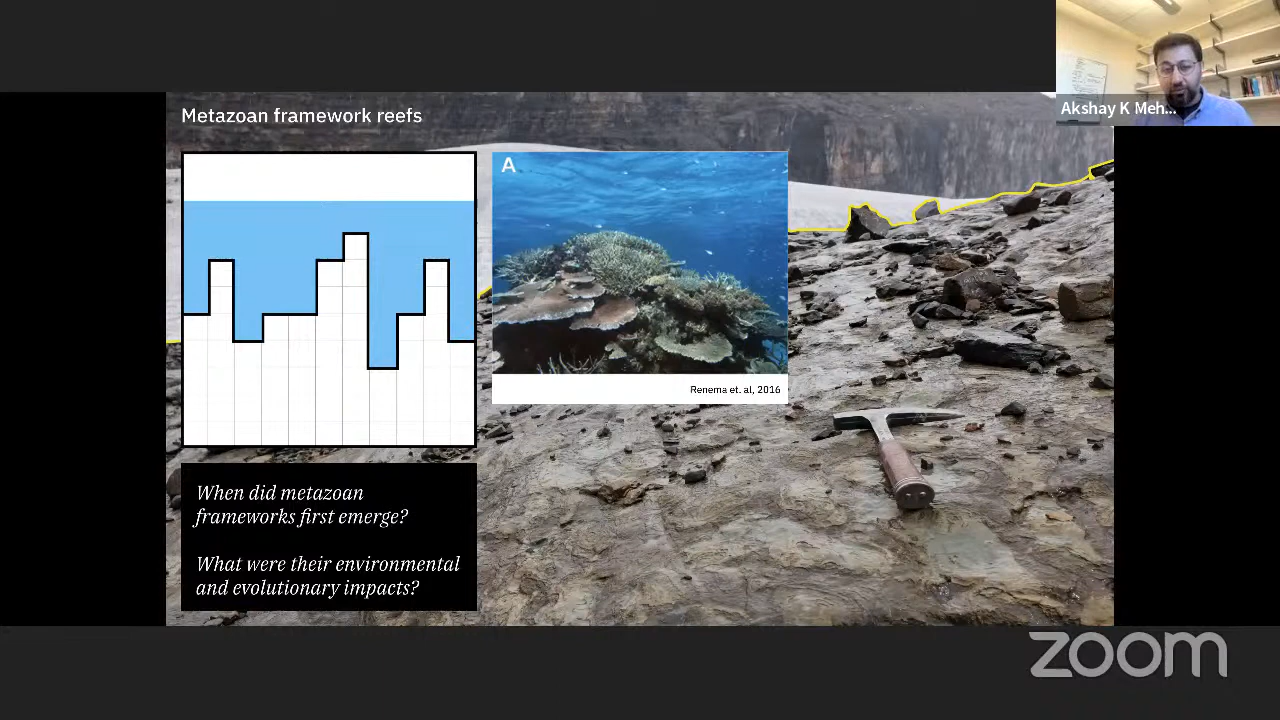 Metazoan framework reefs
A
Renema et. al, 2016
When did metazoan
frameworks first emerge?
What were their environmental
and evolutionary impacts?
Akshay K Meh...
zoom